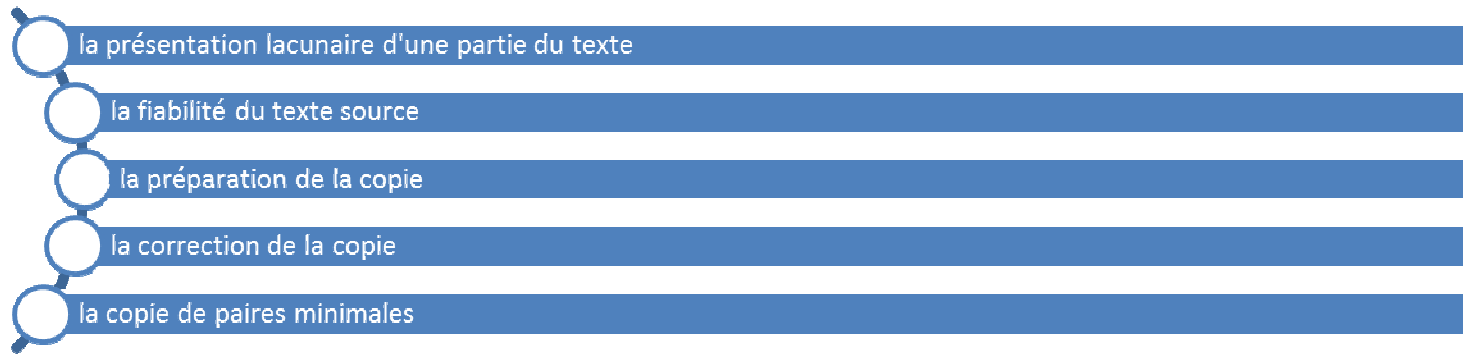 la présentation lacunaire d'une partie du texte
la fiabilité du texte source
la préparation de la copie
la correction de la copie
la copie de paires minimales